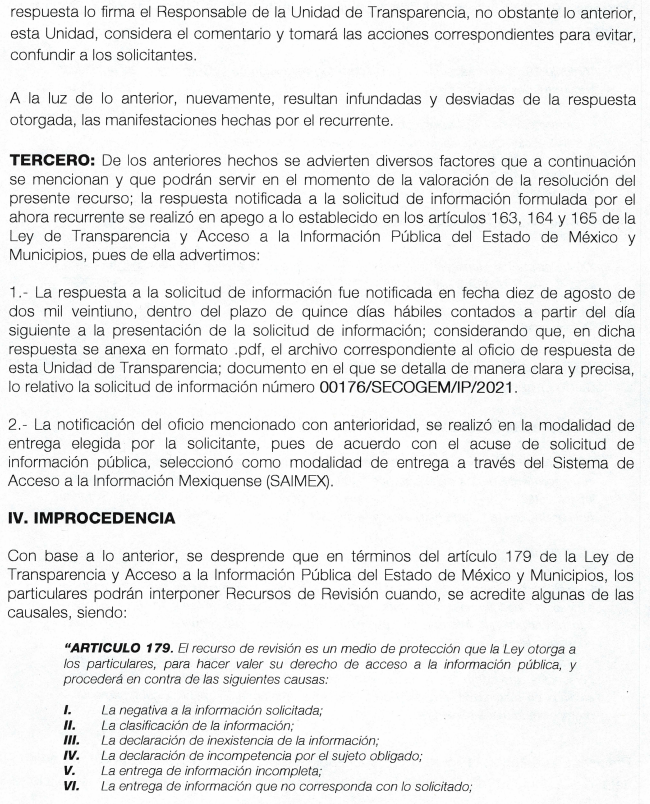 respuesta lo firma el Responsable de la Unidad de Transparencia, no obstante lo anterior,
esta Unidad, considera el comentario y tomará las acciones correspondientes para evitar,
confundir a los solicitantes.
A la luz de lo anterior, nuevamente, resultan infundadas y desviadas de la respuesta
otorgada, las manifestaciones hechas por el recurrente.
TERCERO: De los anteriores hechos se advierten diversos factores que a continuación
se mencionan y que podrán servir en el momento de la valoración de la resolución del
presente recurso; la respuesta notificada a la solicitud de información formulada por el
ahora recurrente se realizó en apego a lo establecido en los artículos 163, 164 y 165 de la
Ley de Transparencia y Acceso a la Información Pública del Estado de México y
Municipios, pues de ella advertimos:
1.- La respuesta a la solicitud de información fue notificada en fecha diez de agosto de
dos mil veintiuno, dentro del plazo de quince días hábiles contados a partir del día
siguiente a la presentación de la solicitud de información; considerando que, en dicha
respuesta se anexa en formato .pdf, el archivo correspondiente al oficio de respuesta de
esta Unidad de Transparencia; documento en el que se detalla de manera clara y precisa,
lo relativo la solicitud de información número 00176/SECOGEM/IP/2021.
2.- La notificación del oficio mencionado con anterioridad, se realizó en la modalidad de
entrega elegida por la solicitante, pues de acuerdo con el acuse de solicitud de
información pública, seleccionó como modalidad de entrega a través del Sistema de
Acceso a la Información Mexiquense (SAIMEX).
IV. IMPROCEDENCIA
Con base a lo anterior, se desprende que en términos del artículo 179 de la Ley de
Transparencia y Acceso a la Información Pública del Estado de México y Municipios, los
particulares podrán interponer Recursos de Revisión cuando, se acredite algunas de las
causales, siendo:
"ARTICULO 179. El recurso de revisión es un medio de protección que la Ley otorga a
los particulares, para hacer valer su derecho de acceso a la información pública, y
procederá en contra de las siguientes causas:
I. La negativa a la información solicitada;
II. La clasificación de la información;
III. La declaración de inexistencia de la información;
IV. La declaración de incompetencia por el sujeto obligado;
V. La entrega de información incompleta;
VI. La entrega de información que no corresponda con lo solicitado;